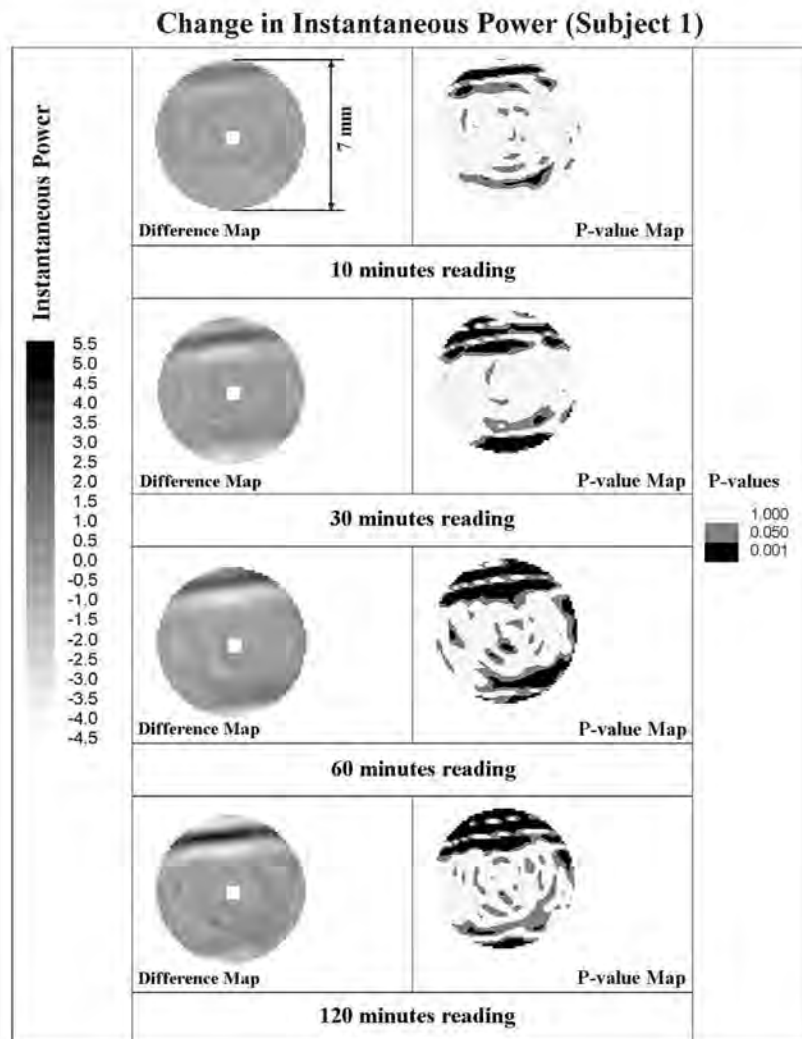 Change in Instantaneous Power (Subject 1)
Instantaneous Power
5.5
5.0
4.5
4.0
3.5
3.0
2.5
2.0
1.5
1.0
0.5
0.0
-0.5
-1.0
-1.5
-2.0
-2.5
-3.0
-3.5
-4.0
-4.5
7 mm
Difference Map
P-value Map
10 minutes reading
Difference Map
P-value Map
30 minutes reading
Difference Map
P-value Map
60 minutes reading
Difference Map
P-value Map
120 minutes reading
P-values
1.000
0.050
0.001